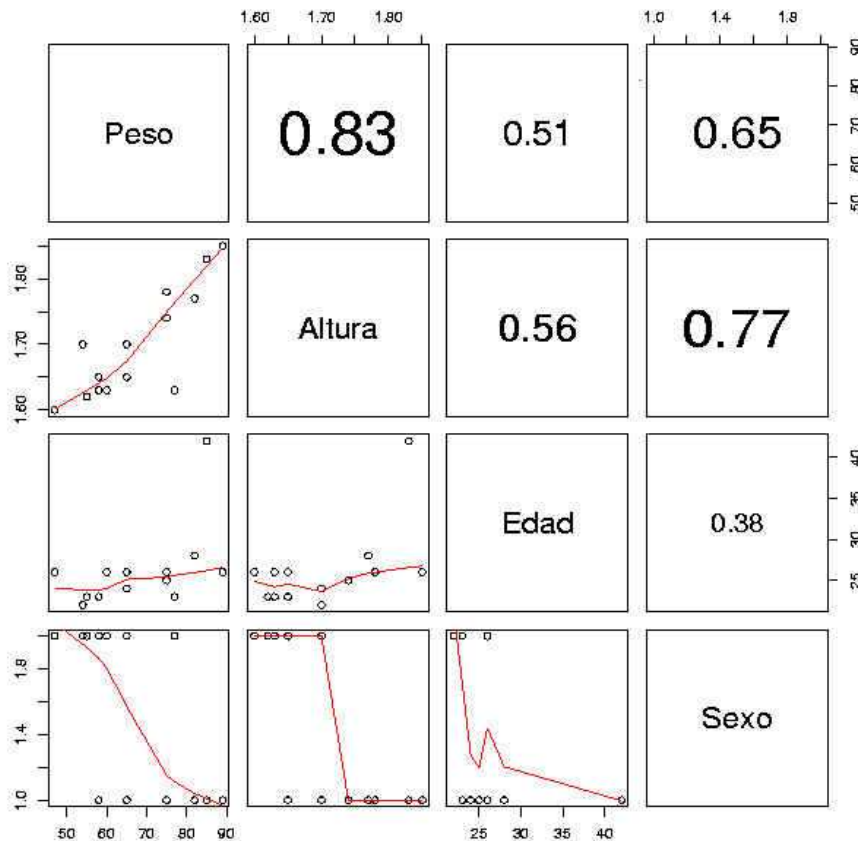 1.60 1.70 1.80 1.0 1.4 1.8
Peso 0.83 0.51 0.65
50 60 70 80 90
1.60 1.70 1.80
Altura 0.56 0.77
Edad 0.38
25 30 35 40
1.0 1.4 1.8
Sexo
50 60 70 80 90 25 30 35 40